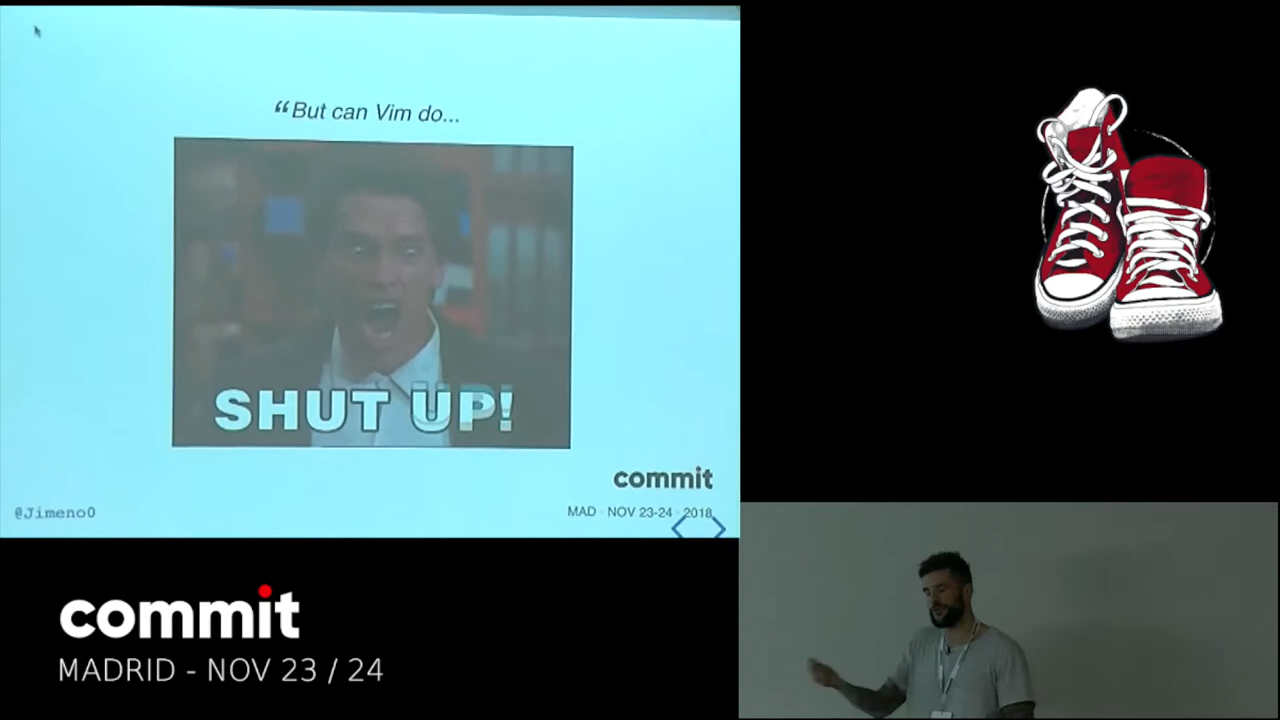 “But can Vim do...
SHUT UP!
commit
@Jimeno0
MAD · NOV 23-24 · 2018
commit
MADRID - NOV 23 / 24